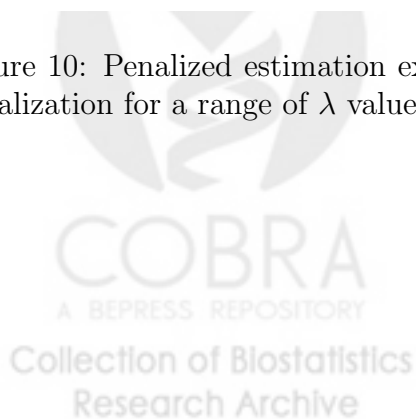 ure 10: Penalized estimation ex
alization for a range of λ value
COBRA
A BEPRESS REPOSITORY
Collection of Biostatistics
Research Archive